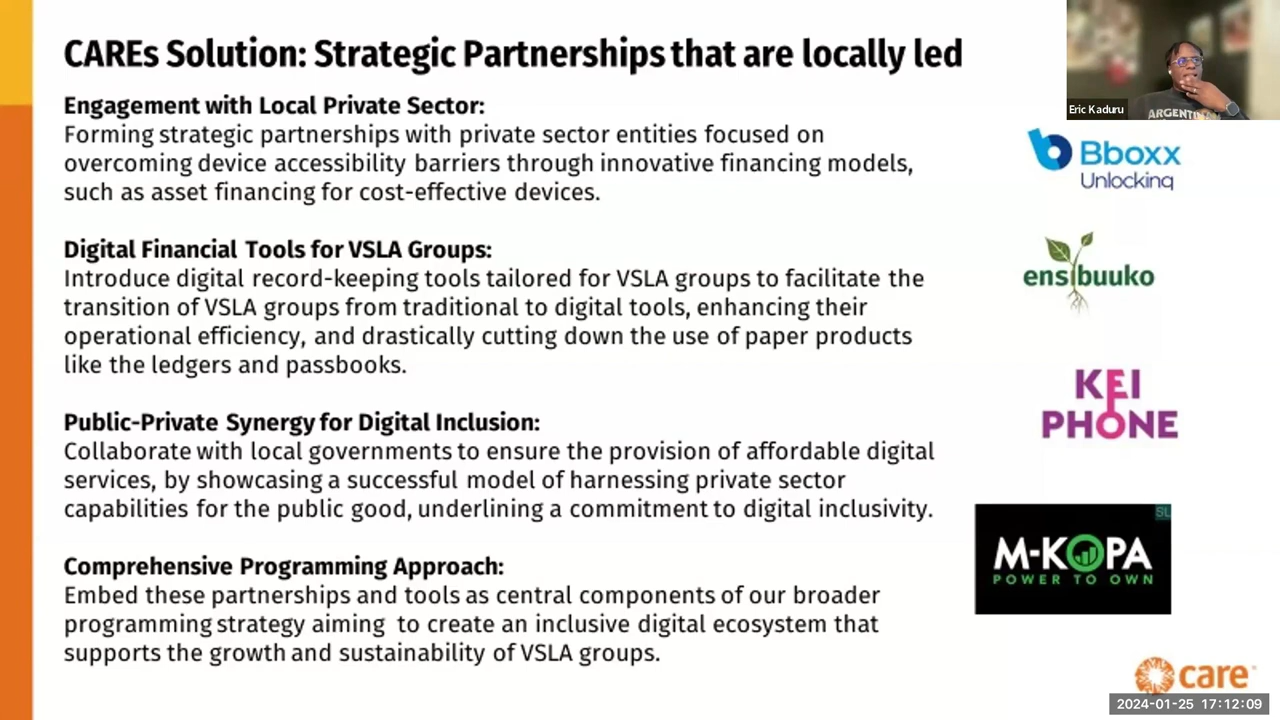 CAREs Solution: Strategic Partnerships that are locally led
Engagement with Local Private Sector:
Forming strategic partnerships with private sector entities focused on
overcoming device accessibility barriers through innovative financing models,
such as asset financing for cost-effective devices.
Digital Financial Tools for VSLA Groups:
Introduce digital record-keeping tools tailored for VSLA groups to facilitate the
transition of VSLA groups from traditional to digital tools, enhancing their
operational efficiency, and drastically cutting down the use of paper products
like the ledgers and passbooks.
Public-Private Synergy for Digital Inclusion:
Collaborate with local governments to ensure the provision of affordable digital
services, by showcasing a successful model of harnessing private sector
capabilities for the public good, underlining a commitment to digital inclusivity.
Comprehensive Programming Approach:
Embed these partnerships and tools as central components of our broader
programming strategy aiming to create an inclusive digital ecosystem that
supports the growth and sustainability of VSLA groups.
Eric Kaduru
Bboxx
Unlocking
ensibuuko
KEI
PHONE
SL
M-KOPA
POWER TO OWN
care
2024-01-25 17:12:09